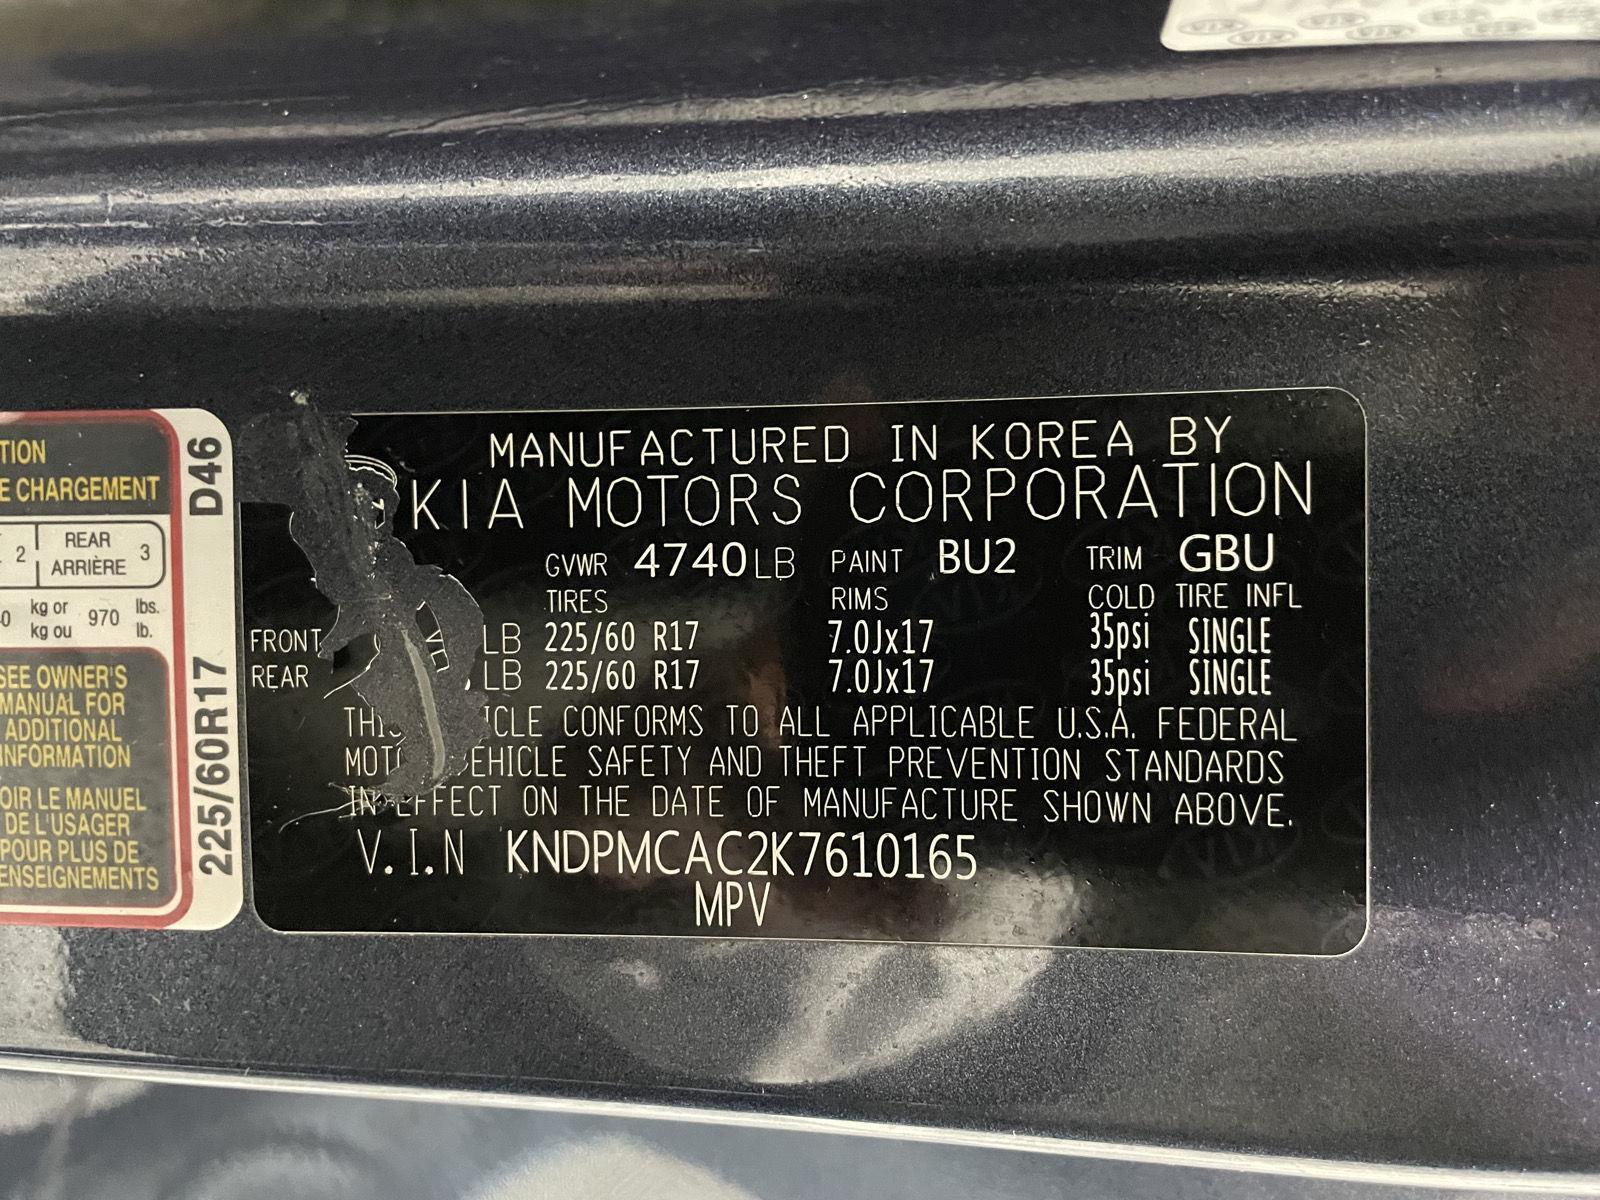 TION
E CHARGEMENT
2 REAR ARRIÈRE 3
kg or kg ou 970 lbs. lb.
SEE OWNER'S
MANUAL FOR
ADDITIONAL
INFORMATION
OIR LE MANUEL
DE L'USAGER
POUR PLUS DE
ENSEIGNEMENTS
225/60R17 D46
MANUFACTURED IN KOREA BY
KIA MOTORS CORPORATION
GVWR 4740LB PAINT BU2 TRIM GBU
TIRES RIMS COLD TIRE INFL
FRONT LB 225/60 R17 7.0Jx17 35psi SINGLE
REAR LB 225/60 R17 7.0Jx17 35psi SINGLE
ICLE CONFORMS TO ALL APPLICABLE U.S.A. FEDERAL
EHICLE SAFETY AND THEFT PREVENTION STANDARDS
IN EFFECT ON THE DATE OF MANUFACTURE SHOWN ABOVE.
V.I.N KNDPMCAC2K7610165
MPV